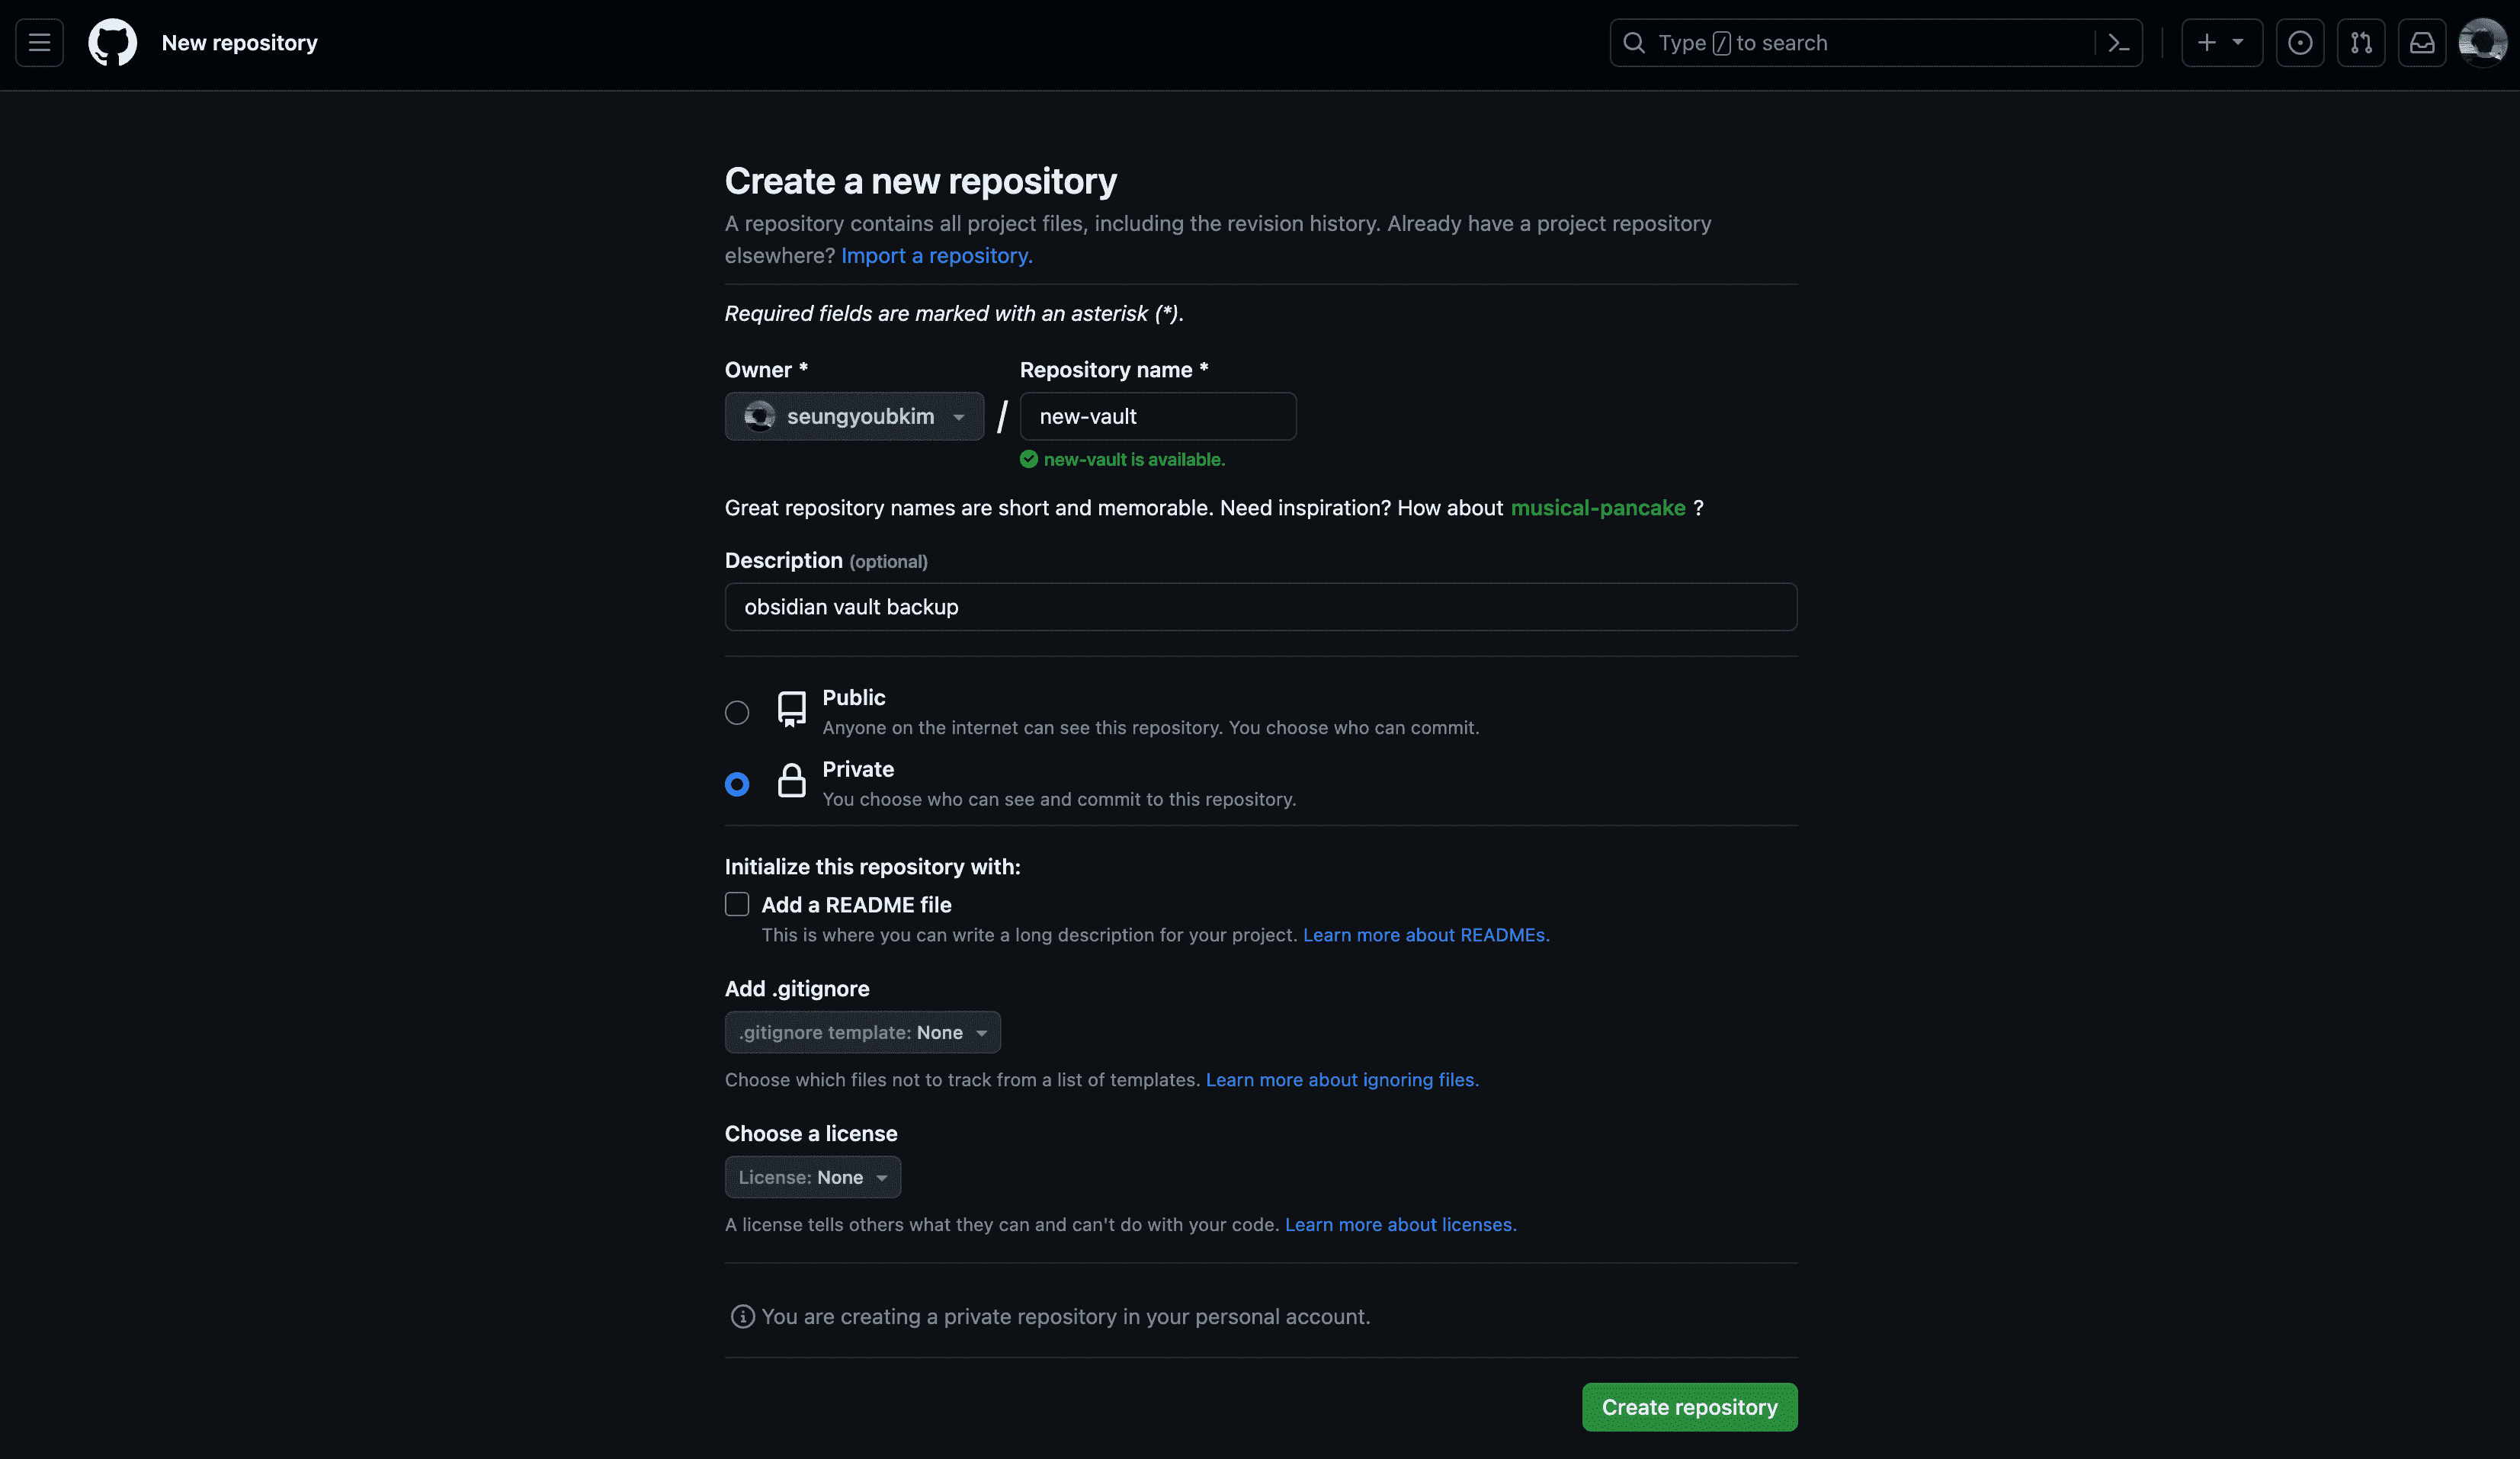 New repository
Type / to search
Create a new repository
A repository contains all project files, including the revision history. Already have a project repository
elsewhere? Import a repository.
Required fields are marked with an asterisk (*).
Owner * Repository name *
seungyoubkim / new-vault
new-vault is available.
Great repository names are short and memorable. Need inspiration? How about musical-pancake ?
Description (optional)
obsidian vault backup
Public
Anyone on the internet can see this repository. You choose who can commit.
Private
You choose who can see and commit to this repository.
Initialize this repository with:
Add a README file
This is where you can write a long description for your project. Learn more about READMEs.
Add .gitignore
.gitignore template: None
Choose which files not to track from a list of templates. Learn more about ignoring files.
Choose a license
License: None
A license tells others what they can and can't do with your code. Learn more about licenses.
You are creating a private repository in your personal account.
Create repository